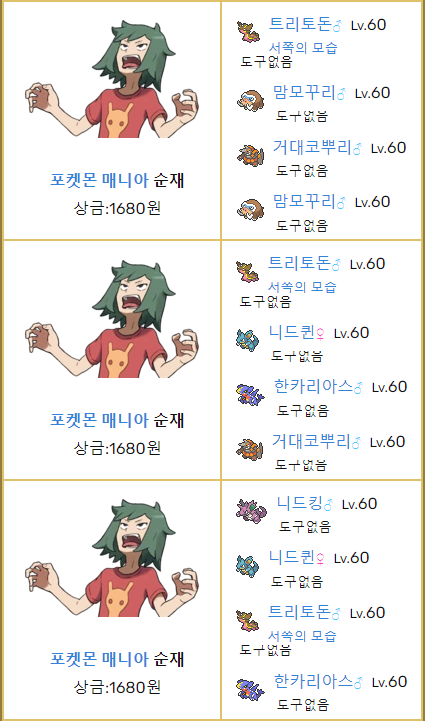 트리토돈♂ Lv.60
서쪽의 모습
도구없음
맘모꾸리♂ Lv.60
도구없음
거대코뿌리♂ Lv.60
도구없음
맘모꾸리♂ Lv.60
도구없음
포켓몬 매니아 순재
상금:1680원
트리토돈♂ Lv.60
서쪽의 모습
도구없음
니드퀸♀ Lv.60
도구없음
한카리아스♂ Lv.60
도구없음
거대코뿌리♂ Lv.60
도구없음
포켓몬 매니아 순재
상금:1680원
니드킹♂ Lv.60
도구없음
니드퀸♀ Lv.60
도구없음
트리토돈♂ Lv.60
서쪽의 모습
도구없음
한카리아스♂ Lv.60
도구없음
포켓몬 매니아 순재
상금:1680원